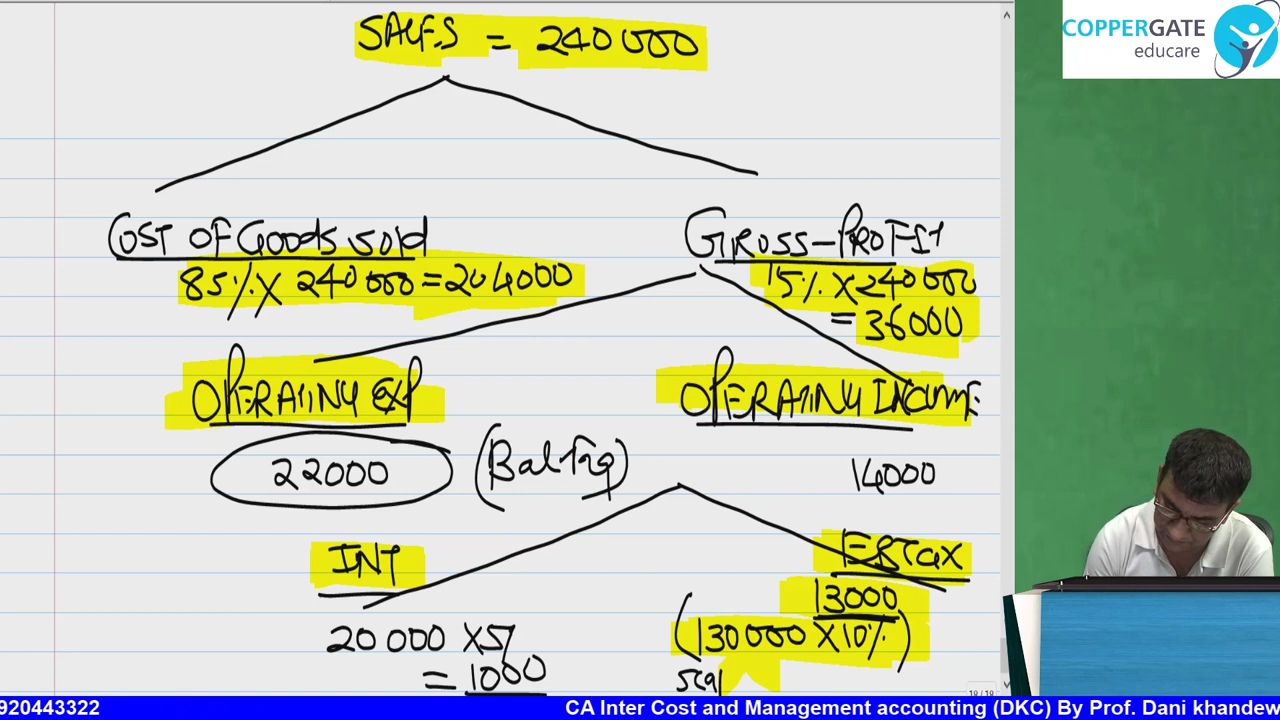 SALES = 240000
COPPERGATE
educare
COST OF Goods sold
GROSS-PROFIT
85% X 240000 = 204000
15% X 240000
= 36000
OPERATING EXP
OPERATING INCOME
22000 (Bal fig)
14000
INT
EBTax
13000
20000 X 5%
(130000 X 10%)
= 1000
19/19
920443322
CA Inter Cost and Management accounting (DKC) By Prof. Dani khandew